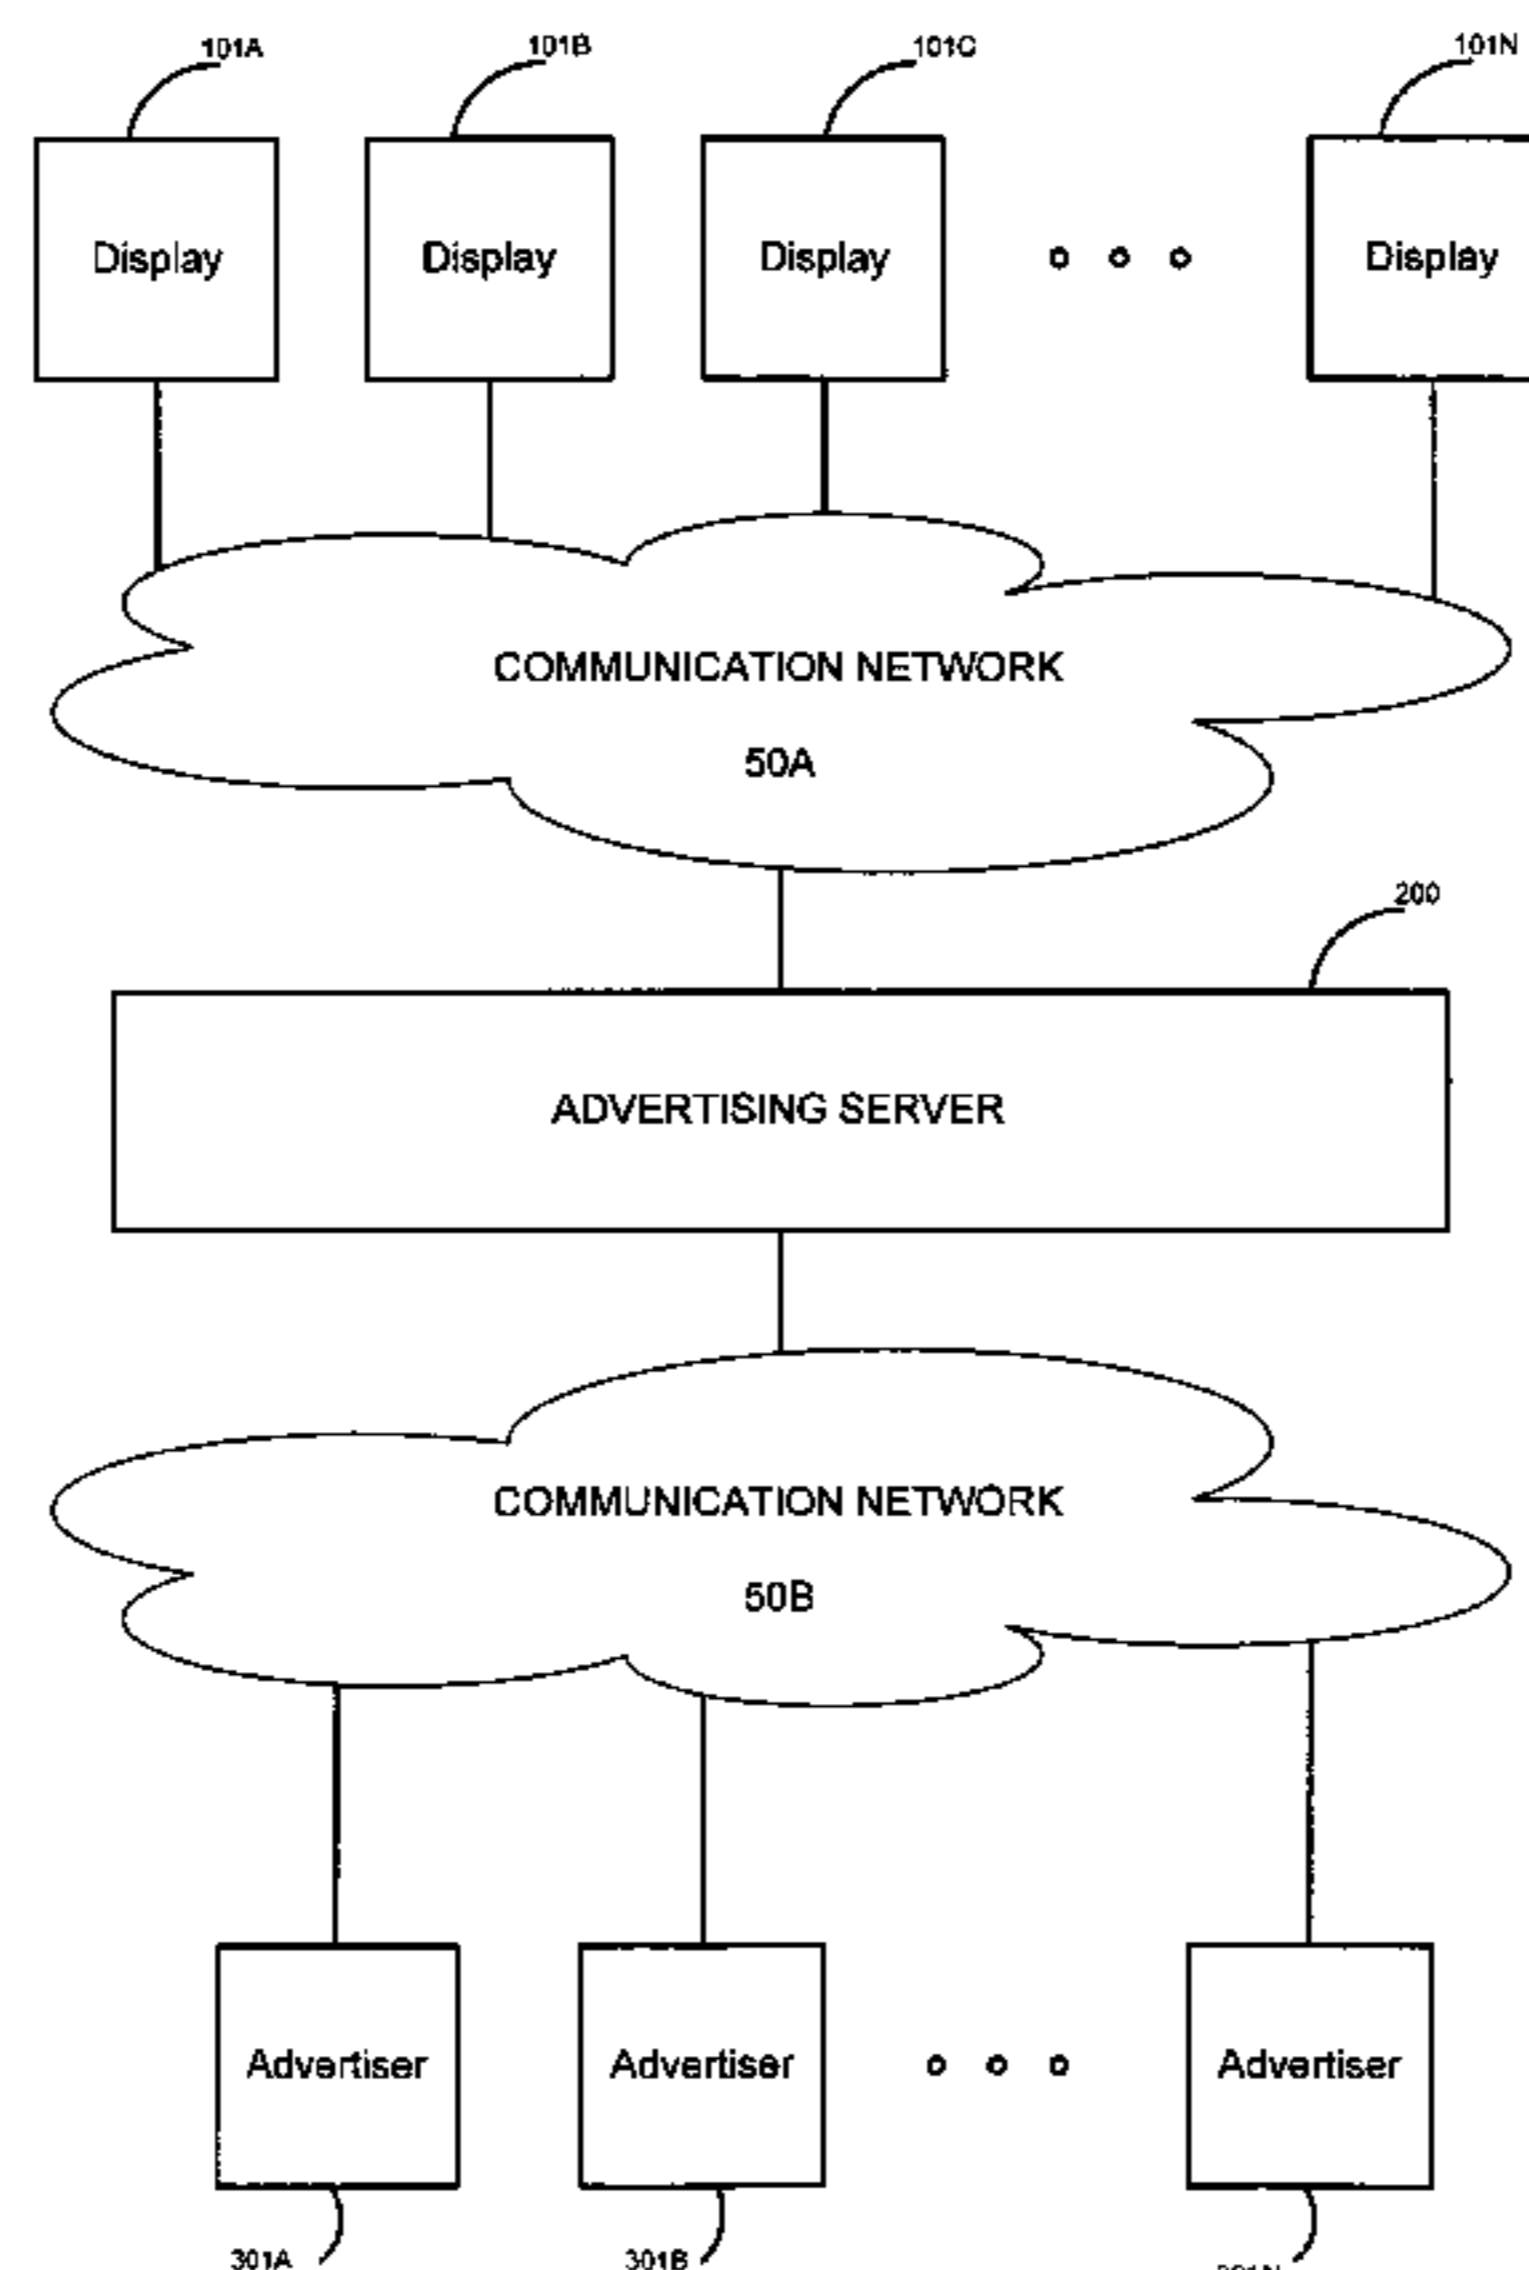 101A 101B 101C 101N
Display Display Display Display
COMMUNICATION NETWORK
50A
200
ADVERTISING SERVER
COMMUNICATION NETWORK
50B
Advertiser Advertiser Advertiser
301A 301B